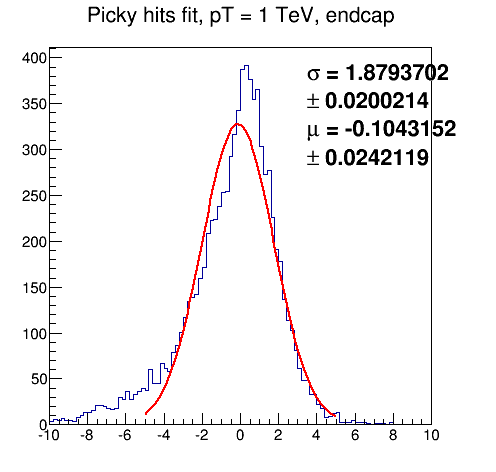 Picky hits fit, pT = 1 TeV, endcap
σ = 1.8793702
± 0.0200214
μ = -0.1043152
± 0.0242119
400
350
300
250
200
150
100
50
0
-10 -8 -6 -4 -2 0 2 4 6 8 10